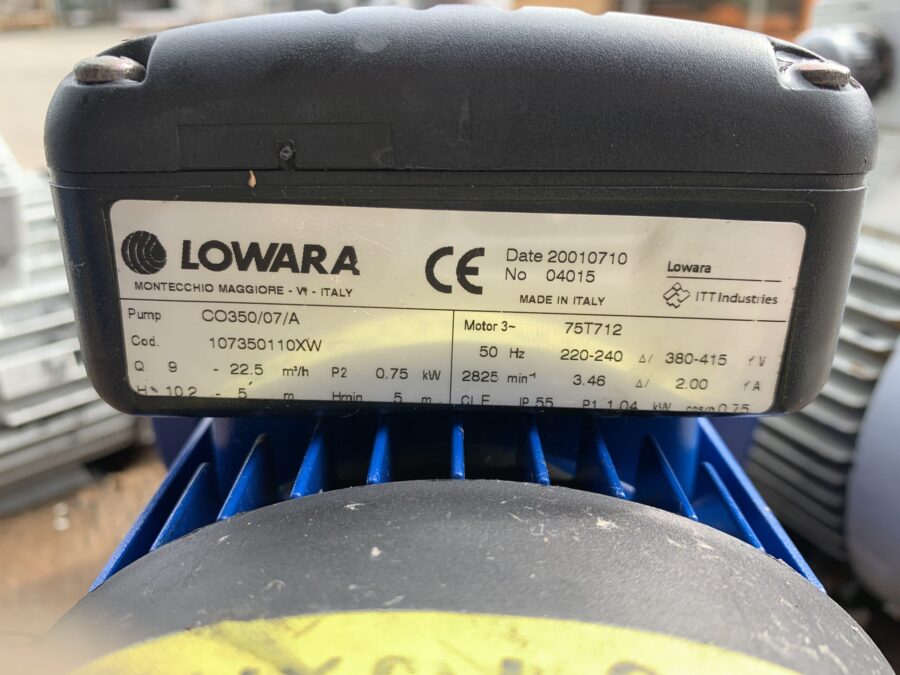 LOWARA
MONTECCHIO MAGGIORE - VI - ITALY
CE
Date 20010710
No 04015
MADE IN ITALY
Lowara
ITT Industries
Pump CO350/07/A
Cod. 107350110XW
Q 9 - 22.5 m³/h P2 0.75 kW
H 10.2 - 5 m Hmin 5 m
Motor 3~ 75T712
50 Hz 220-240 Δ/ 380-415 Y V
2825 min⁻¹ 3.46 Δ/ 2.00 Y A
Cl.F IP 55 P1 1.04 kW cosφ 0.75